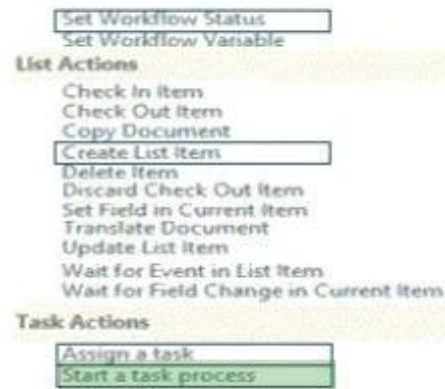 Set Workflow Status
Set Workflow Variable
List Actions
Check In Item
Check Out Item
Copy Document
Create List Item
Delete Item
Discard Check Out Item
Set Field in Current Item
Translate Document
Update List Item
Wait for Event in List Item
Wait for Field Change in Current Item
Task Actions
Assign a task
Start a task process